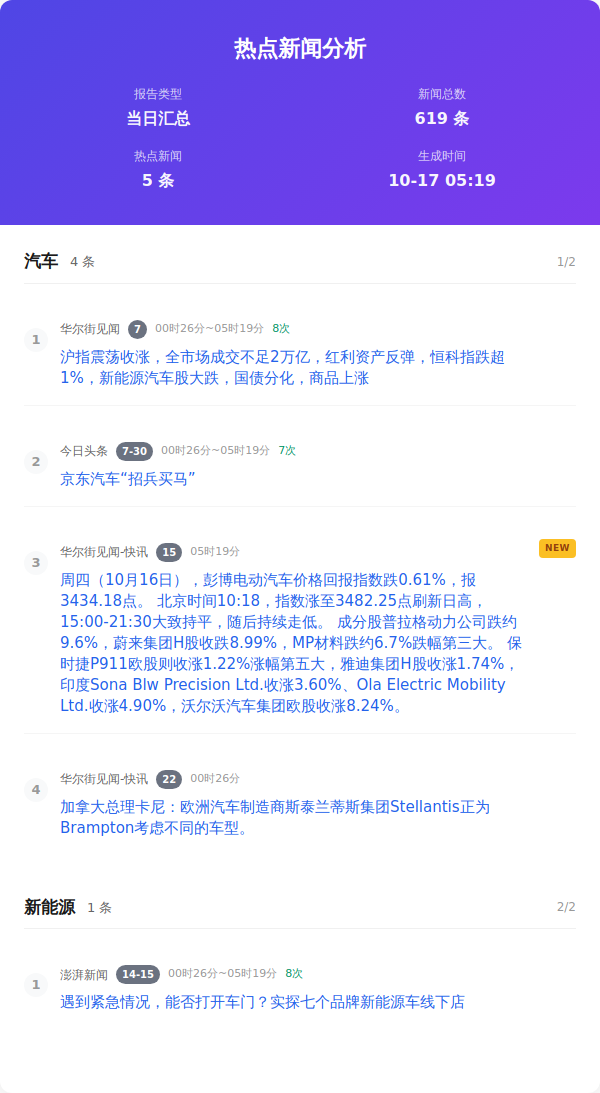 热点新闻分析
报告类型
当日汇总
新闻总数
619 条
热点新闻
5 条
生成时间
10-17 05:19
汽车 4 条 1/2
1
华尔街见闻 7 00时26分~05时19分 8次
沪指震荡收涨，全市场成交不足2万亿，红利资产反弹，恒科指跌超
1%，新能源汽车股大跌，国债分化，商品上涨
2
今日头条 7-30 00时26分~05时19分 7次
京东汽车“招兵买马”
3
华尔街见闻-快讯 15 05时19分 NEW
周四（10月16日），彭博电动汽车价格回报指数跌0.61%，报
3434.18点。 北京时间10:18，指数涨至3482.25点刷新日高，
15:00-21:30大致持平，随后持续走低。 成分股普拉格动力公司跌约
9.6%，蔚来集团H股收跌8.99%，MP材料跌约6.7%跌幅第三大。 保
时捷P911欧股则收涨1.22%涨幅第五大，雅迪集团H股收涨1.74%，
印度Sona Blw Precision Ltd.收涨3.60%、Ola Electric Mobility
Ltd.收涨4.90%，沃尔沃汽车集团欧股收涨8.24%。
4
华尔街见闻-快讯 22 00时26分
加拿大总理卡尼：欧洲汽车制造商斯泰兰蒂斯集团Stellantis正为
Brampton考虑不同的车型。
新能源 1 条 2/2
1
澎湃新闻 14-15 00时26分~05时19分 8次
遇到紧急情况，能否打开车门？实探七个品牌新能源车线下店